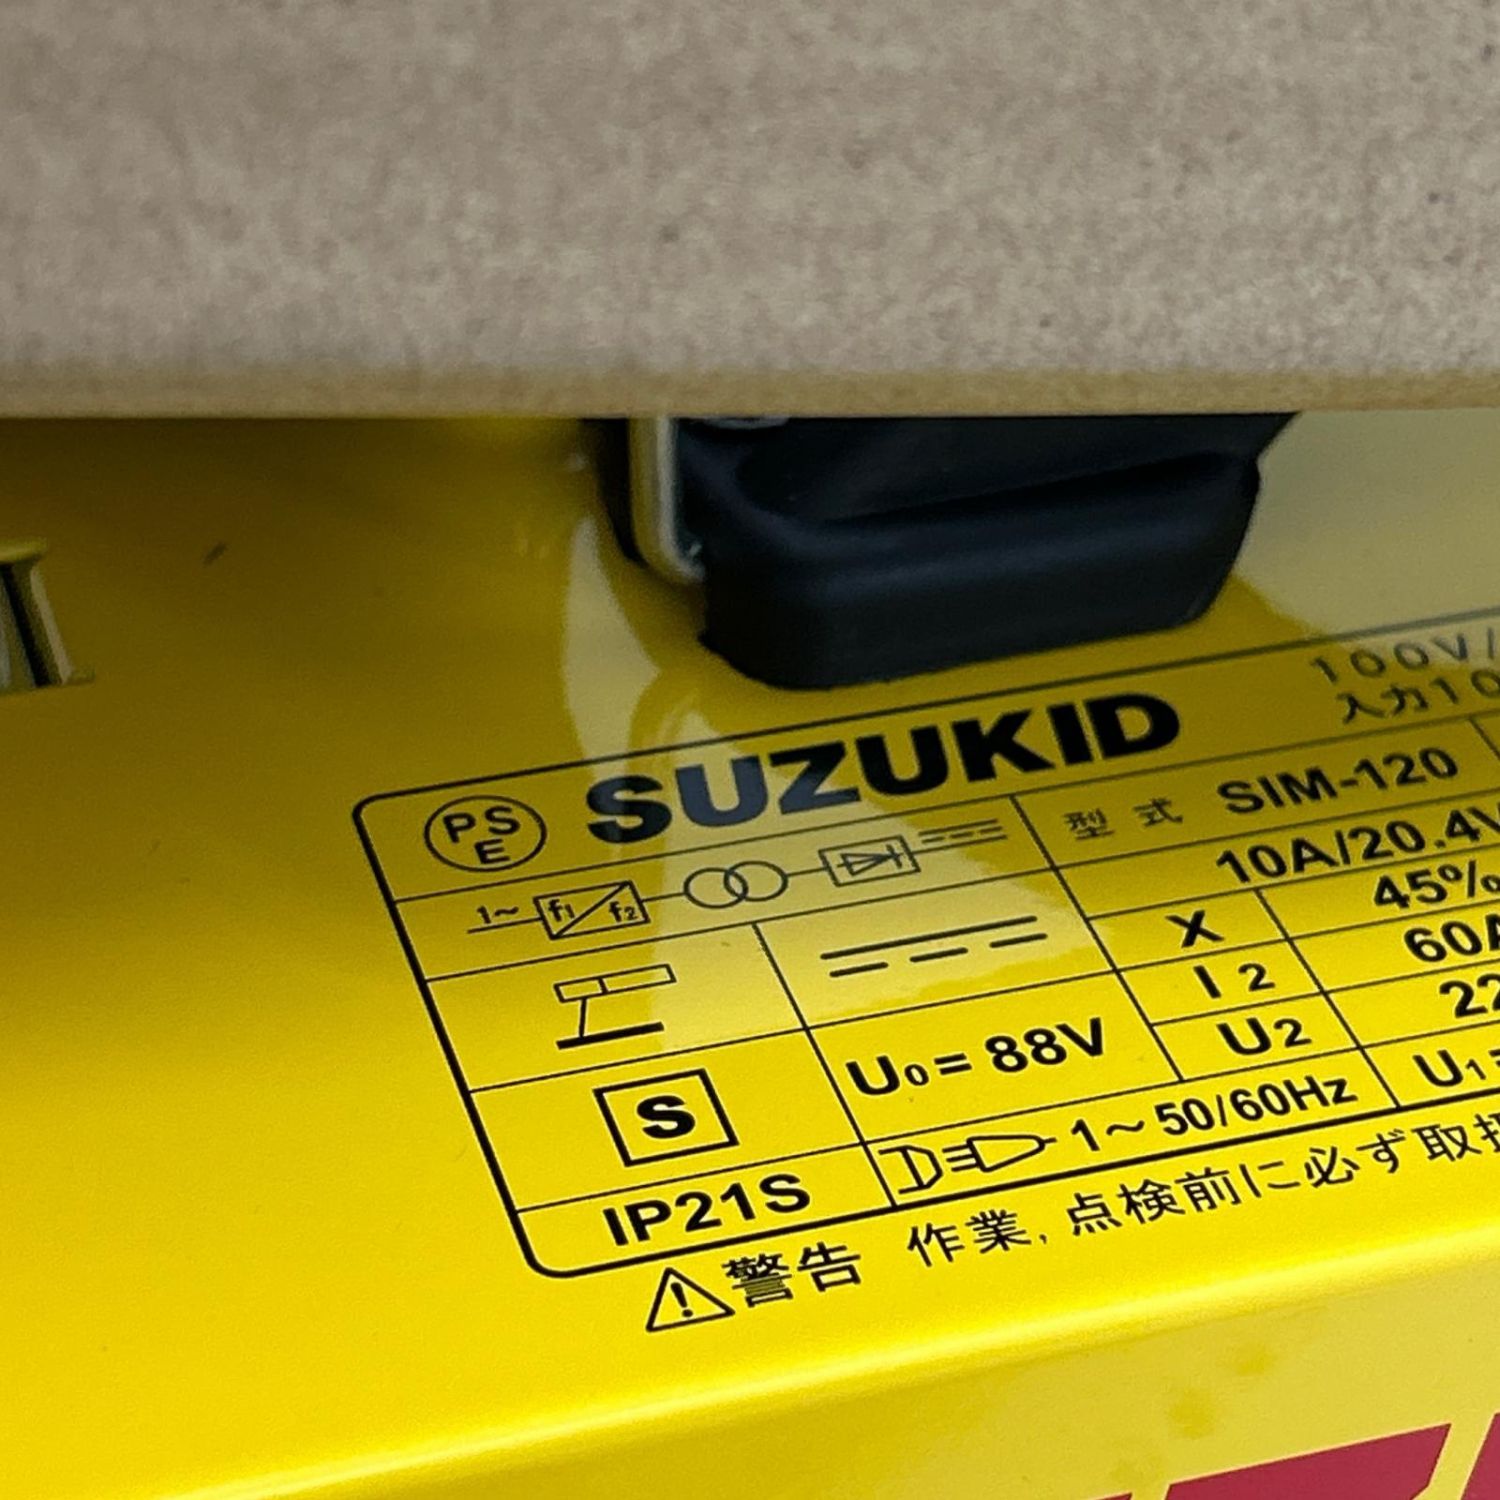 100V/
入力10
PSE SUZUKID
型式 SIM-120
1~ f1 f2
10A/20.4V
X 45%
I2 60A
U2 22
U0=88V
S
IP21S
1~50/60Hz U1=
警告 作業,点検前に必ず取扱